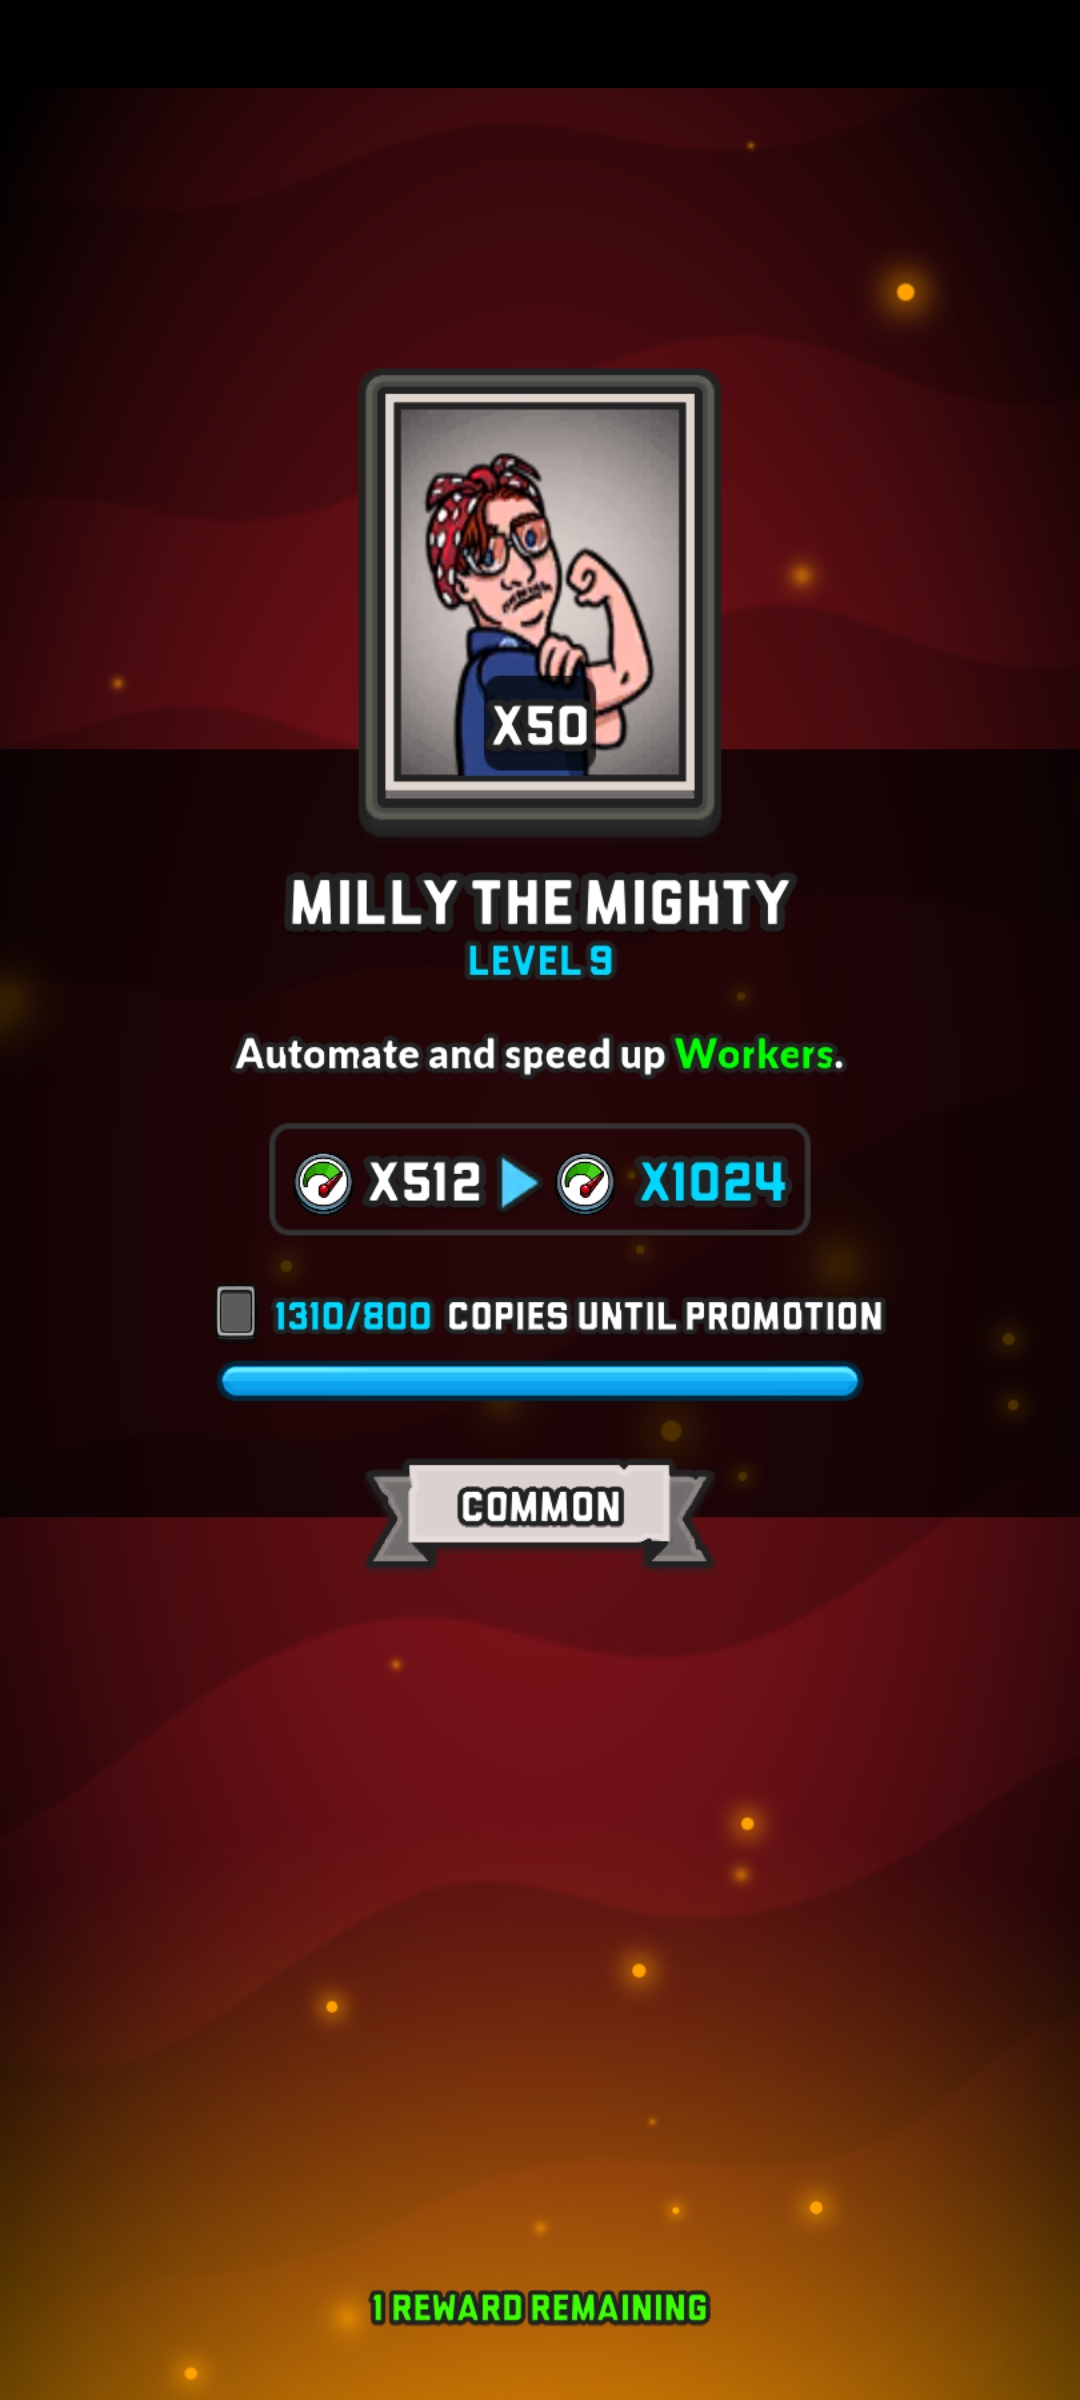 X50
MILLY THE MIGHTY
LEVEL 9
Automate and speed up Workers.
X512 X1024
1310/800 COPIES UNTIL PROMOTION
COMMON
1 REWARD REMAINING